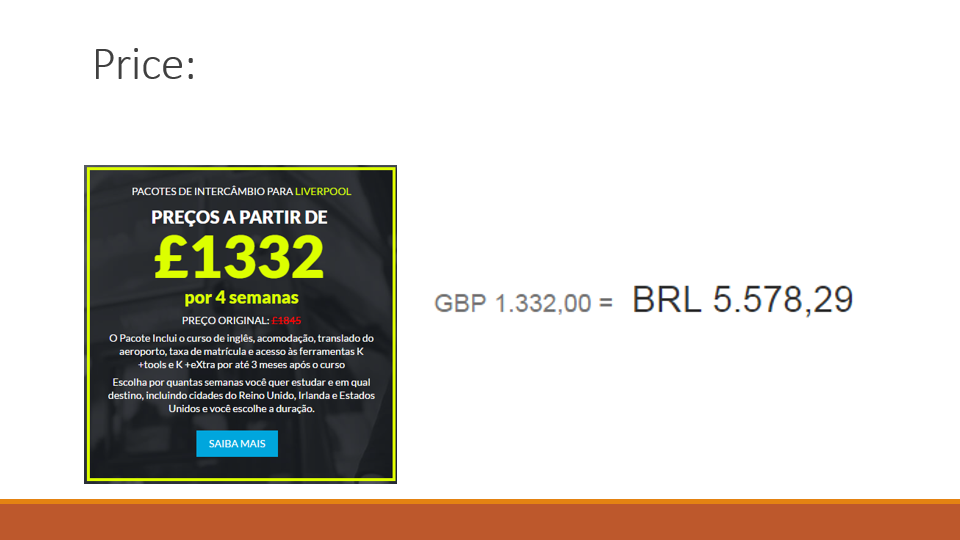 Price:
PACOTES DE INTERCÂMBIO PARA LIVERPOOL
PREÇOS A PARTIR DE
£1332
por 4 semanas
PREÇO ORIGINAL: £1845
O Pacote Inclui o curso de inglês, acomodação, translado do
aeroporto, taxa de matrícula e acesso às ferramentas K
+tools e K +eXtra por até 3 meses após o curso
Escolha por quantas semanas você quer estudar e em qual
destino, incluindo cidades do Reino Unido, Irlanda e Estados
Unidos e você escolhe a duração.
SAIBA MAIS
GBP 1.332,00 = BRL 5.578,29